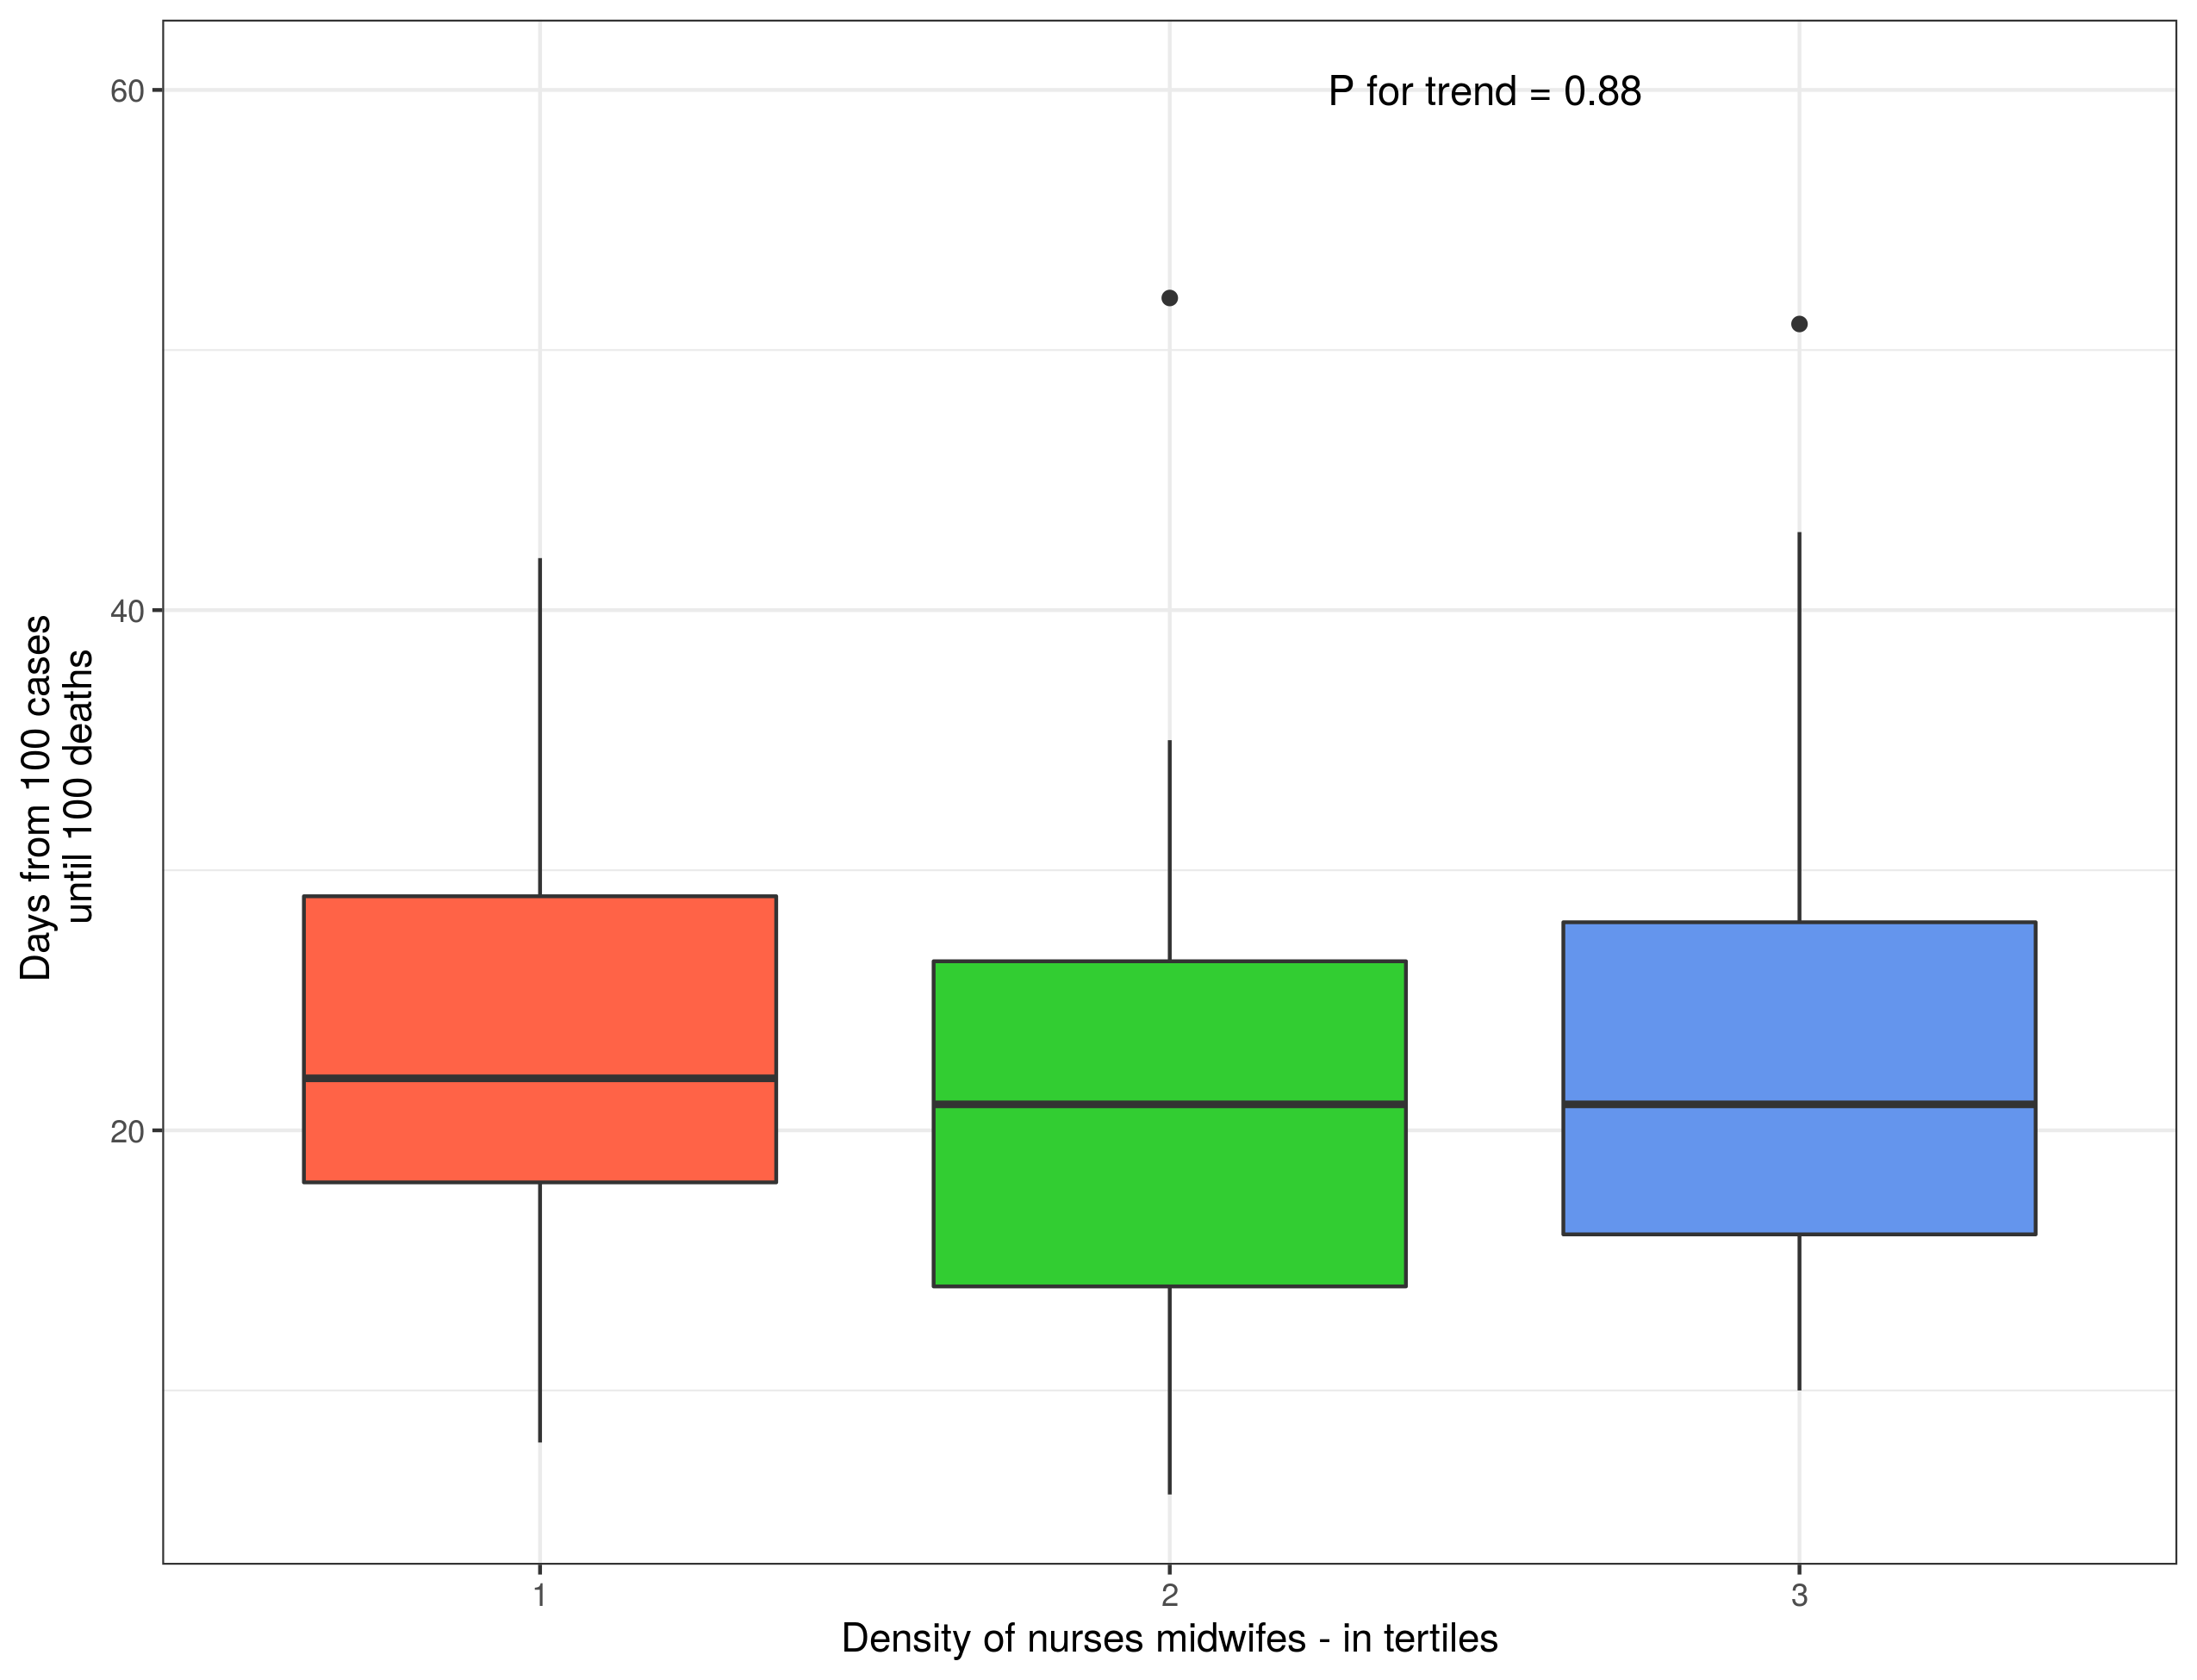 P for trend = 0.88
60
40
20
Days from 100 cases
until 100 deaths
1
2
3
Density of nurses midwifes - in tertiles